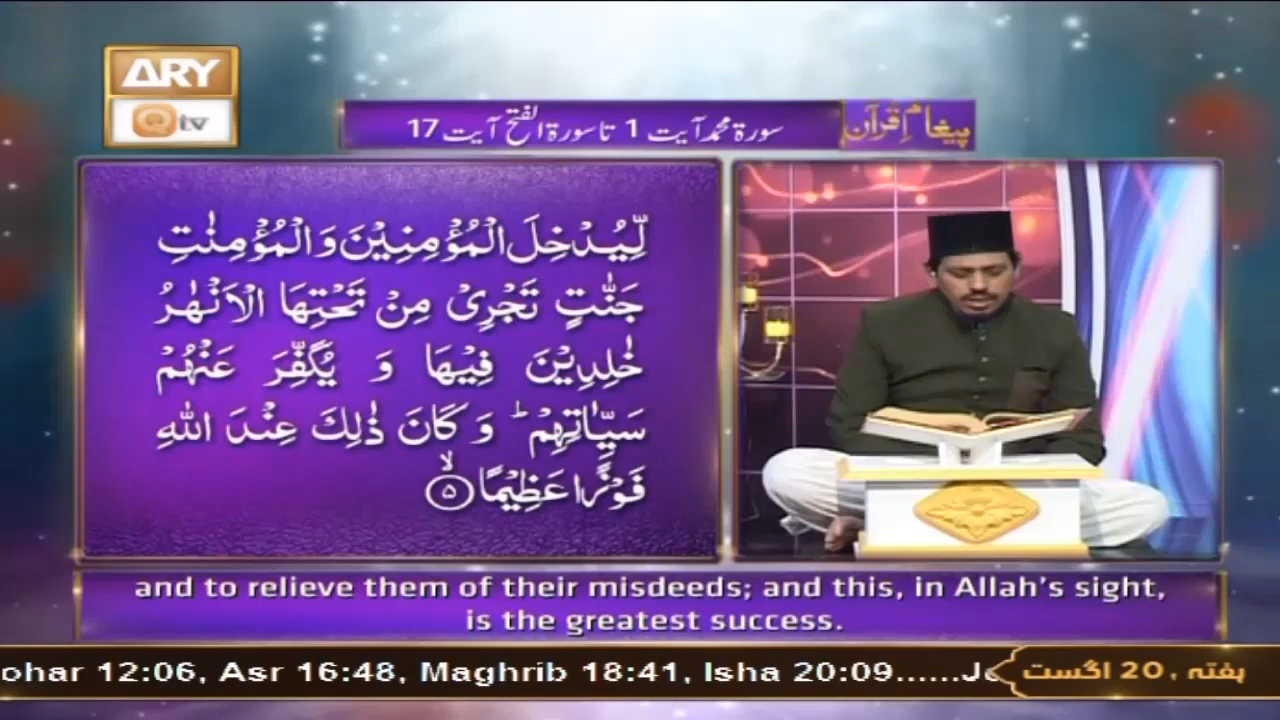 ARY
Qtv
پیغام قرآن
سورۃ محمد آیت 1 تا سورۃ الفتح آیت 17
لِّيُدْخِلَ الْمُؤْمِنِيْنَ وَالْمُؤْمِنٰتِ
جَنّٰتٍ تَجْرِيْ مِنْ تَحْتِهَا الْاَنْهٰرُ
خٰلِدِيْنَ فِيْهَا وَ يُكَفِّرَ عَنْهُمْ
سَيِّاٰتِهِمْ ؕ وَ كَانَ ذٰلِكَ عِنْدَ اللّٰهِ
فَوْزًا عَظِيْمًا ۙ ۵
and to relieve them of their misdeeds; and this, in Allah's sight,
is the greatest success.
ohar 12:06, Asr 16:48, Maghrib 18:41, Isha 20:09......J
ہفتہ , 20 اگست